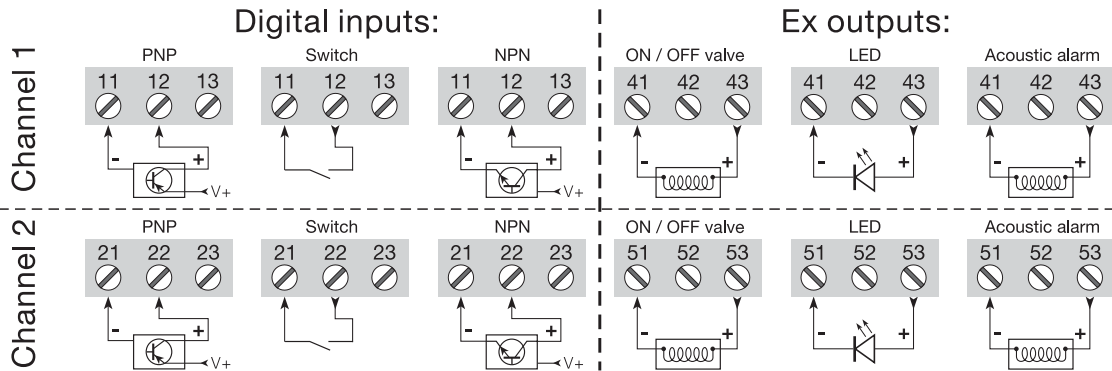 Digital inputs:
Ex outputs:
Channel 1
PNP
Switch
NPN
ON / OFF valve
LED
Acoustic alarm
11 12 13
11 12 13
11 12 13
41 42 43
41 42 43
41 42 43
- +
V+
- +
- +
- +
- +
V+
Channel 2
PNP
Switch
NPN
ON / OFF valve
LED
Acoustic alarm
21 22 23
21 22 23
21 22 23
51 52 53
51 52 53
51 52 53
- +
V+
- +
- +
- +
- +
V+